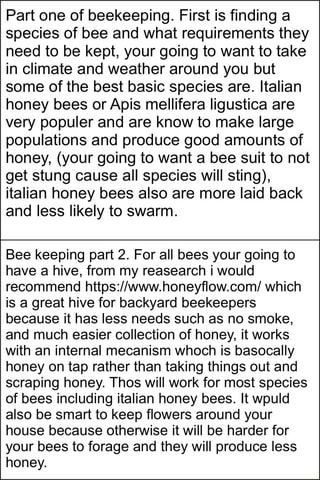 Part one of beekeeping. First is finding a
species of bee and what requirements they
need to be kept, your going to want to take
in climate and weather around you but
some of the best basic species are. Italian
honey bees or Apis mellifera ligustica are
very populer and are know to make large
populations and produce good amounts of
honey, (your going to want a bee suit to not
get stung cause all species will sting),
italian honey bees also are more laid back
and less likely to swarm.
Bee keeping part 2. For all bees your going to
have a hive, from my reasearch i would
recommend https://www.honeyflow.com/ which
is a great hive for backyard beekeepers
because it has less needs such as no smoke,
and much easier collection of honey, it works
with an internal mecanism whoch is basocally
honey on tap rather than taking things out and
scraping honey. Thos will work for most species
of bees including italian honey bees. It wpuld
also be smart to keep flowers around your
house because otherwise it will be harder for
your bees to forage and they will produce less
honey.